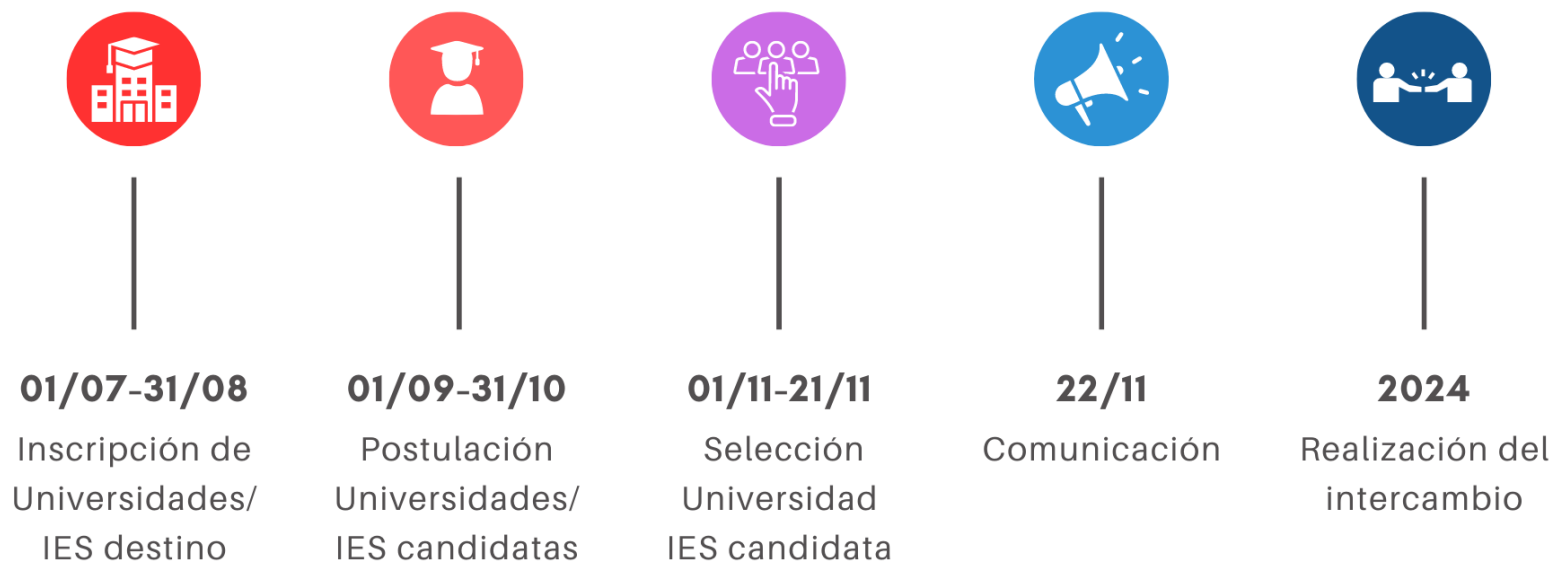 01/07-31/08
Inscripción de
Universidades/
IES destino
01/09-31/10
Postulación
Universidades/
IES candidatas
01/11-21/11
Selección
Universidad
IES candidata
22/11
Comunicación
2024
Realización del
intercambio